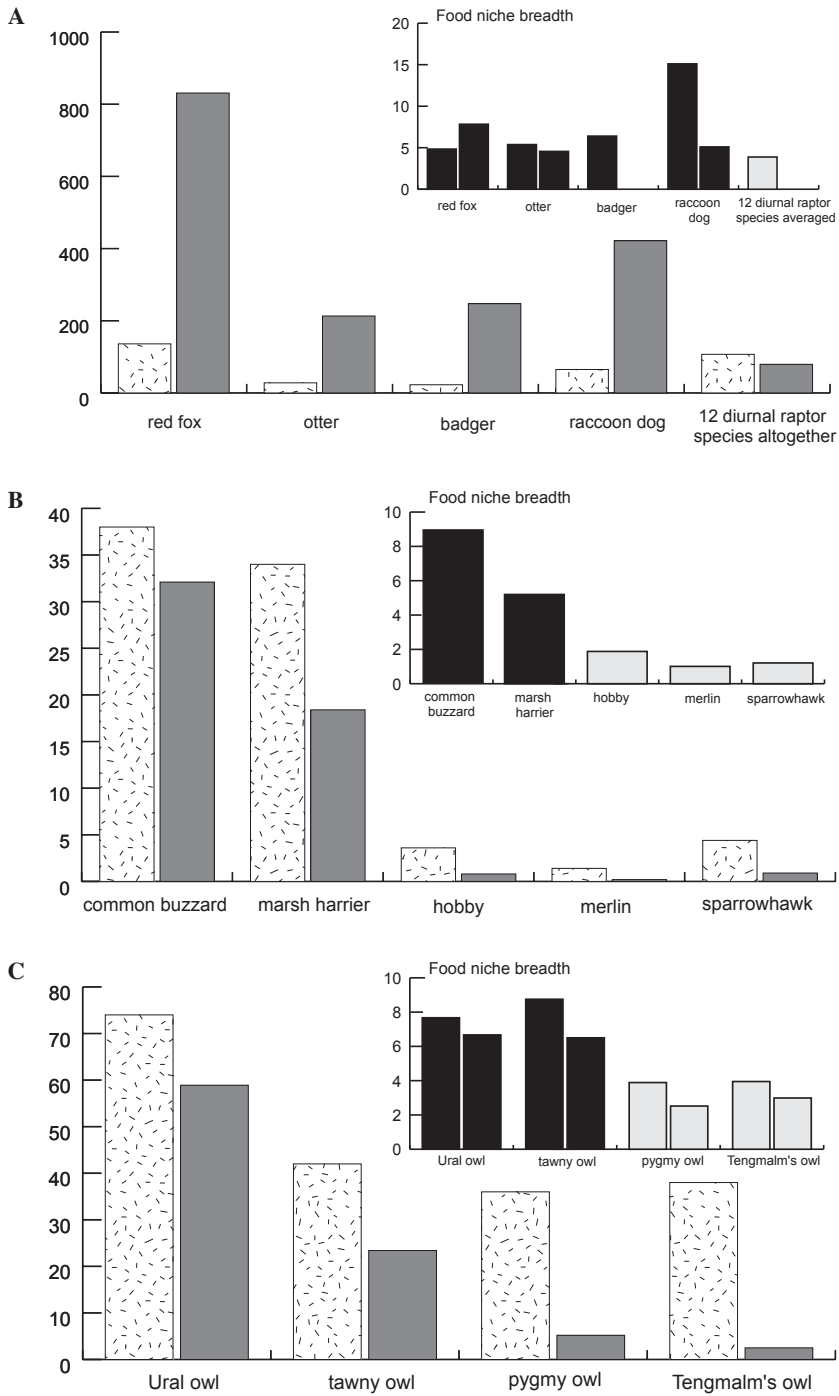 A
1000
800
600
400
200
0
red fox
otter
badger
raccoon dog
12 diurnal raptor
species altogether
Food niche breadth
20
15
10
5
0
red fox
otter
badger
raccoon
dog
12 diurnal raptor
species averaged
B
40
35
30
25
20
15
10
5
0
common buzzard
marsh harrier
hobby
merlin
sparrowhawk
Food niche breadth
10
8
6
4
2
0
common
buzzard
marsh
harrier
hobby
merlin
sparrowhawk
C
80
70
60
50
40
30
20
10
0
Ural owl
tawny owl
pygmy owl
Tengmalm's owl
Food niche breadth
10
8
6
4
2
0
Ural owl
tawny owl
pygmy owl
Tengmalm's owl